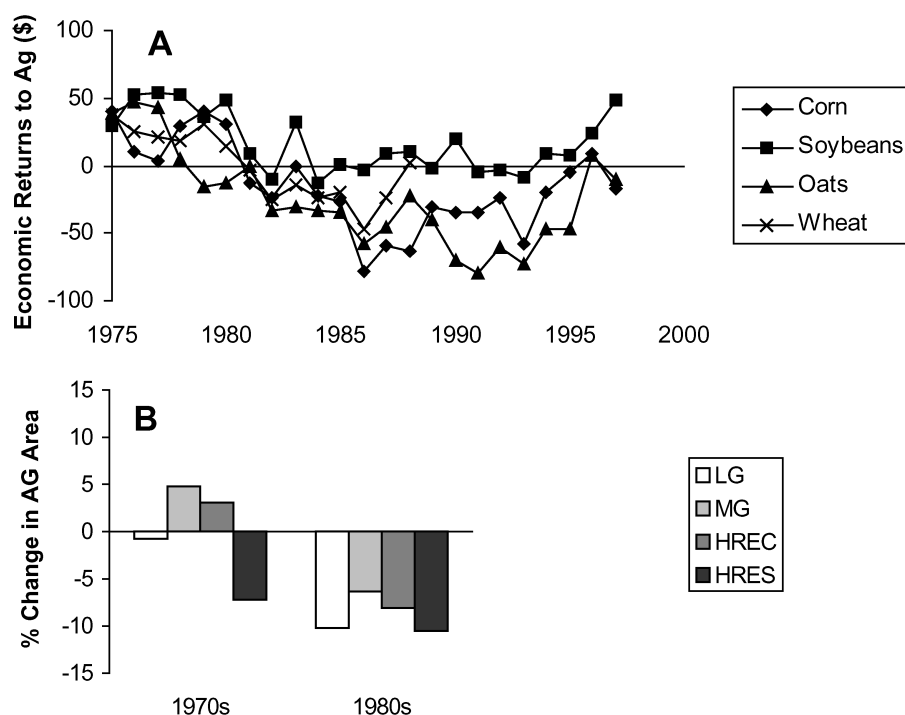 Economic Returns to Ag ($)
100
50
0
-50
-100
A
1975
1980
1985
1990
1995
2000
Corn
Soybeans
Oats
Wheat
% Change in AG Area
15
10
5
0
-5
-10
-15
B
1970s
1980s
LG
MG
HREC
HRES